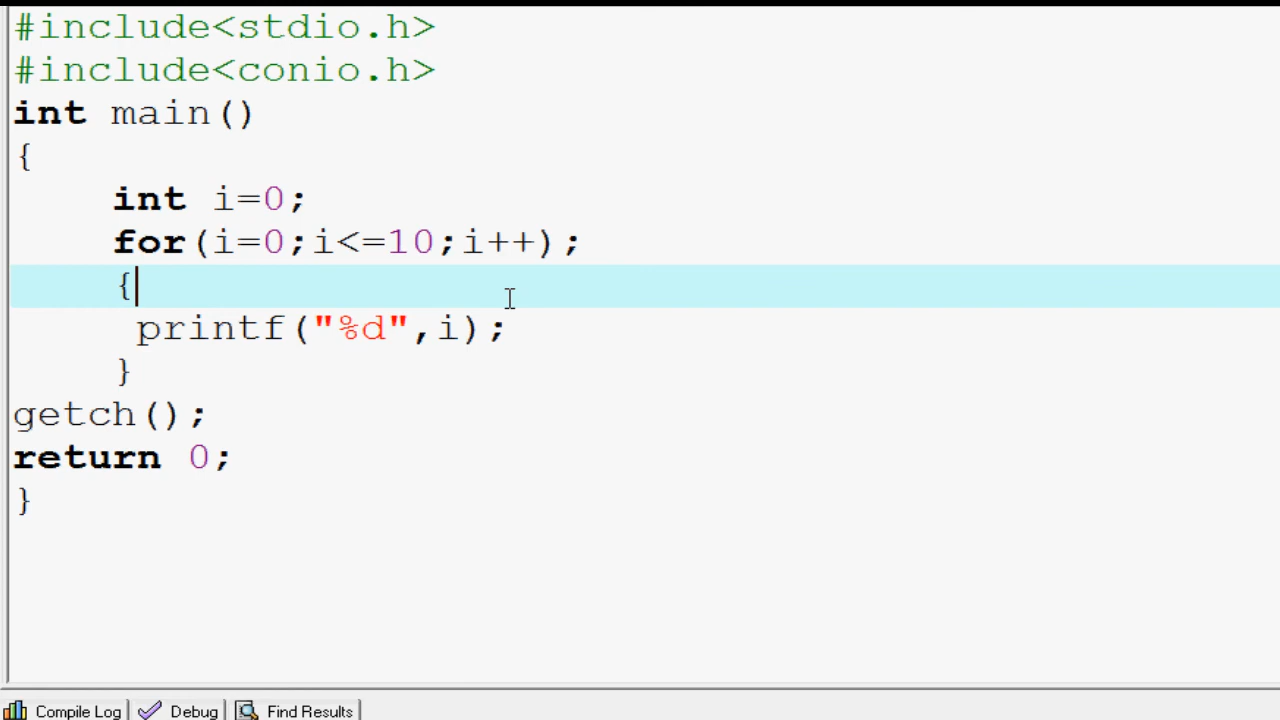 #include<stdio.h>
#include<conio.h>
int main()
{
int i=0;
for(i=0;i<=10;i++);
{
printf("%d",i);
}
getch();
return 0;
}
Compile Log Debug Find Results